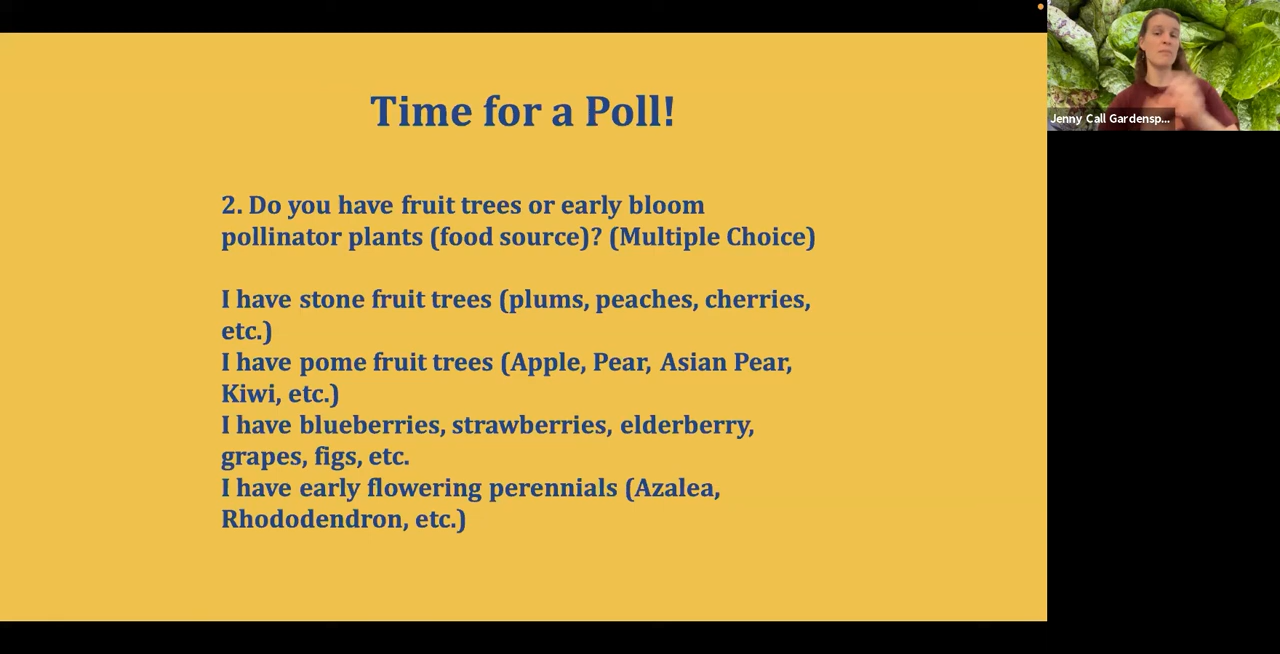 Time for a Poll!
2. Do you have fruit trees or early bloom
pollinator plants (food source)? (Multiple Choice)
I have stone fruit trees (plums, peaches, cherries,
etc.)
I have pome fruit trees (Apple, Pear, Asian Pear,
Kiwi, etc.)
I have blueberries, strawberries, elderberry,
grapes, figs, etc.
I have early flowering perennials (Azalea,
Rhododendron, etc.)
Jenny Call Gardensp...